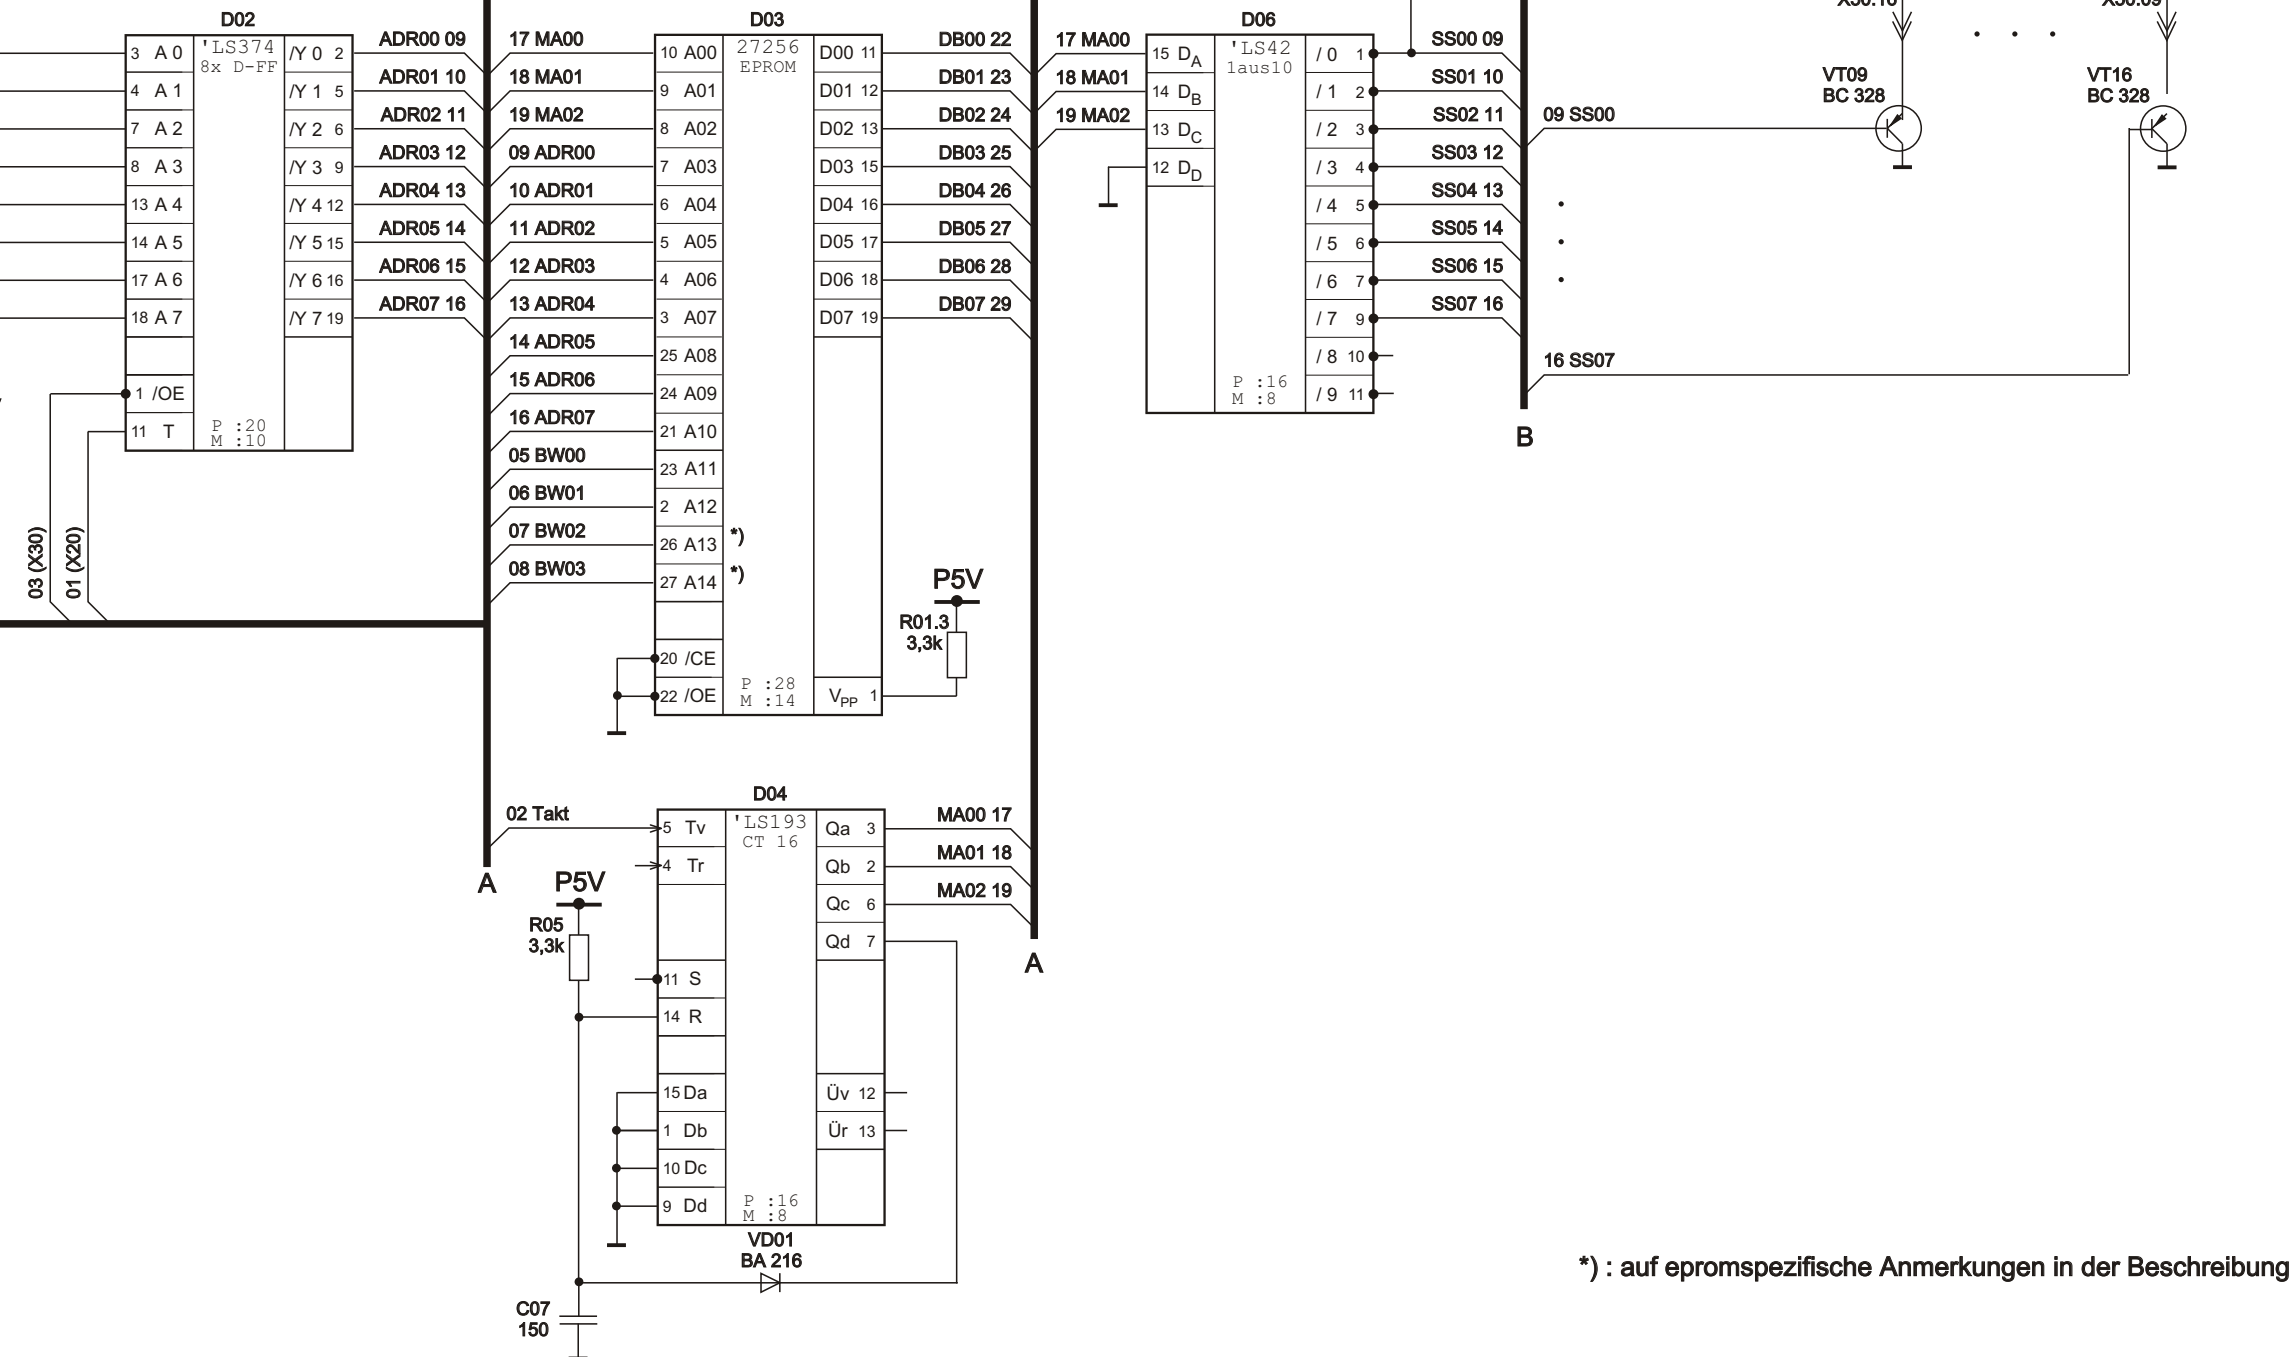 D02
'LS374
8x D-FF
3 A 0
4 A 1
7 A 2
8 A 3
13 A 4
14 A 5
17 A 6
18 A 7
1 /OE
11 T
/Y 0 2
/Y 1 5
/Y 2 6
/Y 3 9
/Y 4 12
/Y 5 15
/Y 6 16
/Y 7 19
P :20
M :10
ADR00 09
ADR01 10
ADR02 11
ADR03 12
ADR04 13
ADR05 14
ADR06 15
ADR07 16
03 (X30)
01 (X20)
17 MA00
18 MA01
19 MA02
09 ADR00
10 ADR01
11 ADR02
12 ADR03
13 ADR04
14 ADR05
15 ADR06
16 ADR07
05 BW00
06 BW01
07 BW02
08 BW03
D03
27256
EPROM
10 A00
9 A01
8 A02
7 A03
6 A04
5 A05
4 A06
3 A07
25 A08
24 A09
21 A10
23 A11
2 A12
26 A13 *)
27 A14 *)
20 /CE
22 /OE
D00 11
D01 12
D02 13
D03 15
D04 16
D05 17
D06 18
D07 19
VPP 1
P :28
M :14
P5V
R01.3
3,3k
DB00 22
DB01 23
DB02 24
DB03 25
DB04 26
DB05 27
DB06 28
DB07 29
17 MA00
18 MA01
19 MA02
D06
'LS42
1aus10
15 DA
14 DB
13 DC
12 DD
/ 0 1
/ 1 2
/ 2 3
/ 3 4
/ 4 5
/ 5 6
/ 6 7
/ 7 9
/ 8 10
/ 9 11
P :16
M :8
SS00 09
SS01 10
SS02 11
SS03 12
SS04 13
SS05 14
SS06 15
SS07 16
B
09 SS00
16 SS07
VT09
BC 328
VT16
BC 328
02 Takt
A
D04
'LS193
CT 16
5 Tv
4 Tr
11 S
14 R
15 Da
1 Db
10 Dc
9 Dd
Qa 3
Qb 2
Qc 6
Qd 7
Üv 12
Ür 13
P :16
M :8
MA00 17
MA01 18
MA02 19
A
P5V
R05
3,3k
VD01
BA 216
C07
150
*) : auf epromspezifische Anmerkungen in der Beschreibung